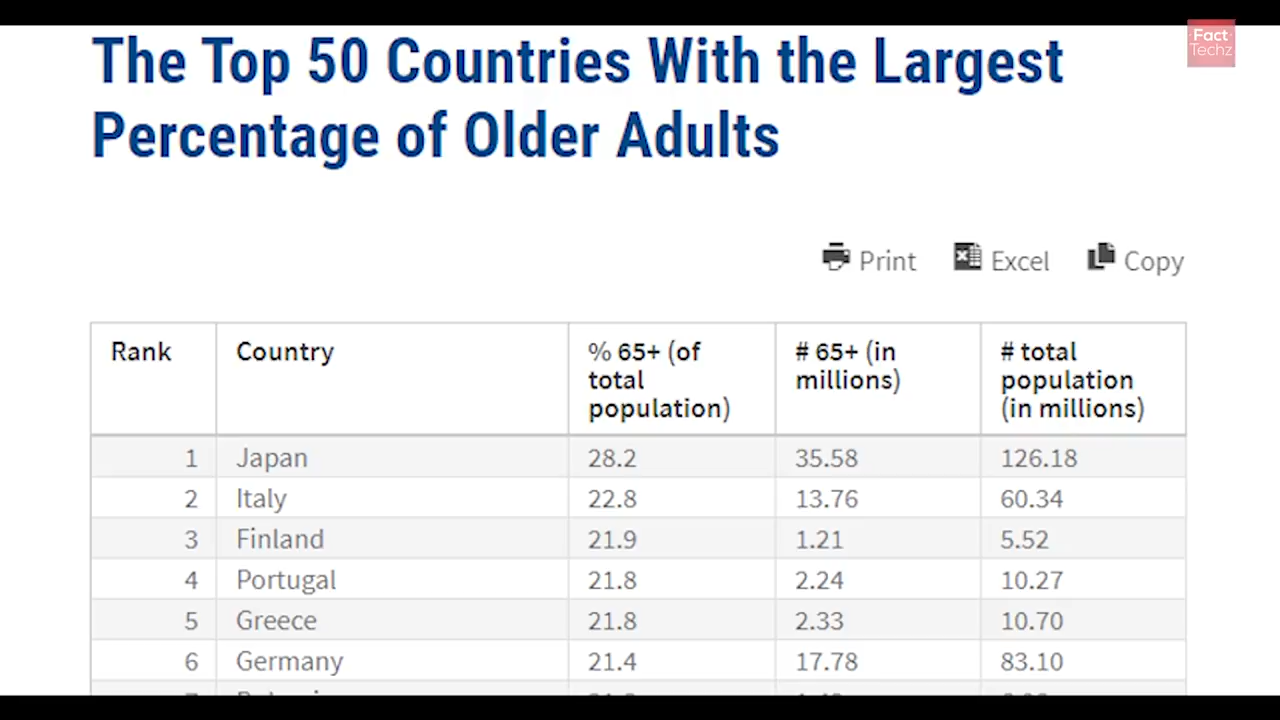 Fact
Techz
The Top 50 Countries With the Largest
Percentage of Older Adults
Print Excel Copy
Rank Country % 65+ (of total population) # 65+ (in millions) # total population (in millions)
1 Japan 28.2 35.58 126.18
2 Italy 22.8 13.76 60.34
3 Finland 21.9 1.21 5.52
4 Portugal 21.8 2.24 10.27
5 Greece 21.8 2.33 10.70
6 Germany 21.4 17.78 83.10